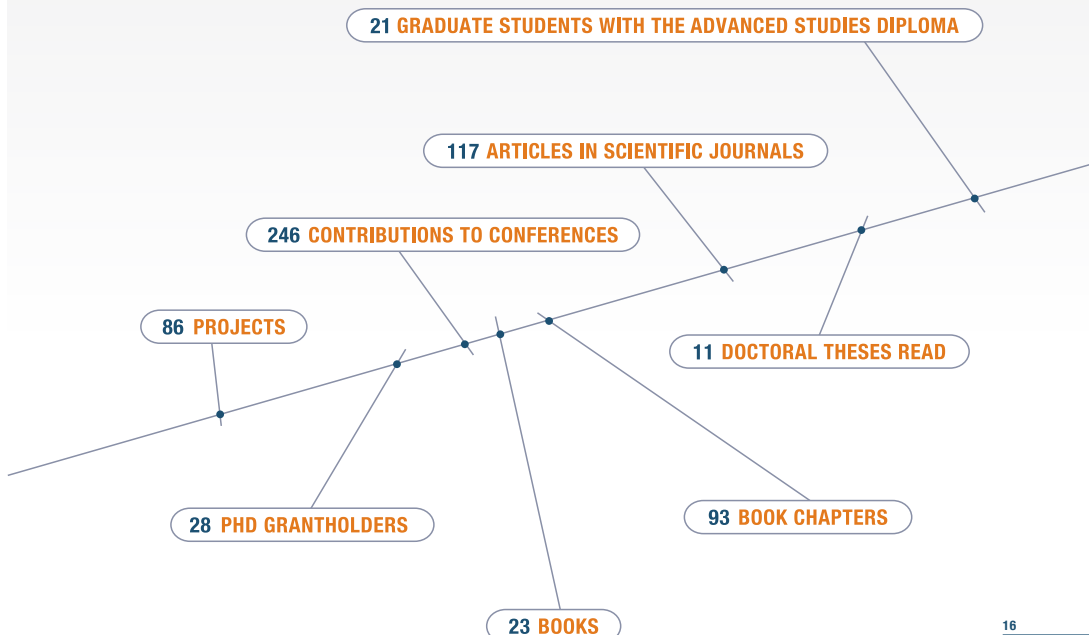 21 GRADUATE STUDENTS WITH THE ADVANCED STUDIES DIPLOMA
117 ARTICLES IN SCIENTIFIC JOURNALS
246 CONTRIBUTIONS TO CONFERENCES
86 PROJECTS
11 DOCTORAL THESES READ
28 PHD GRANTHOLDERS
93 BOOK CHAPTERS
23 BOOKS
16